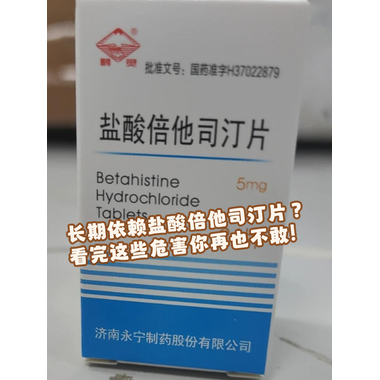 鹊灵
批准文号：国药准字H37022879
盐酸倍他司汀片
Betahistine
5mg
Hydrochloride
Tablets
长期依赖盐酸倍他司汀片？
看完这些危害你再也不敢！
济南永宁制药股份有限公司